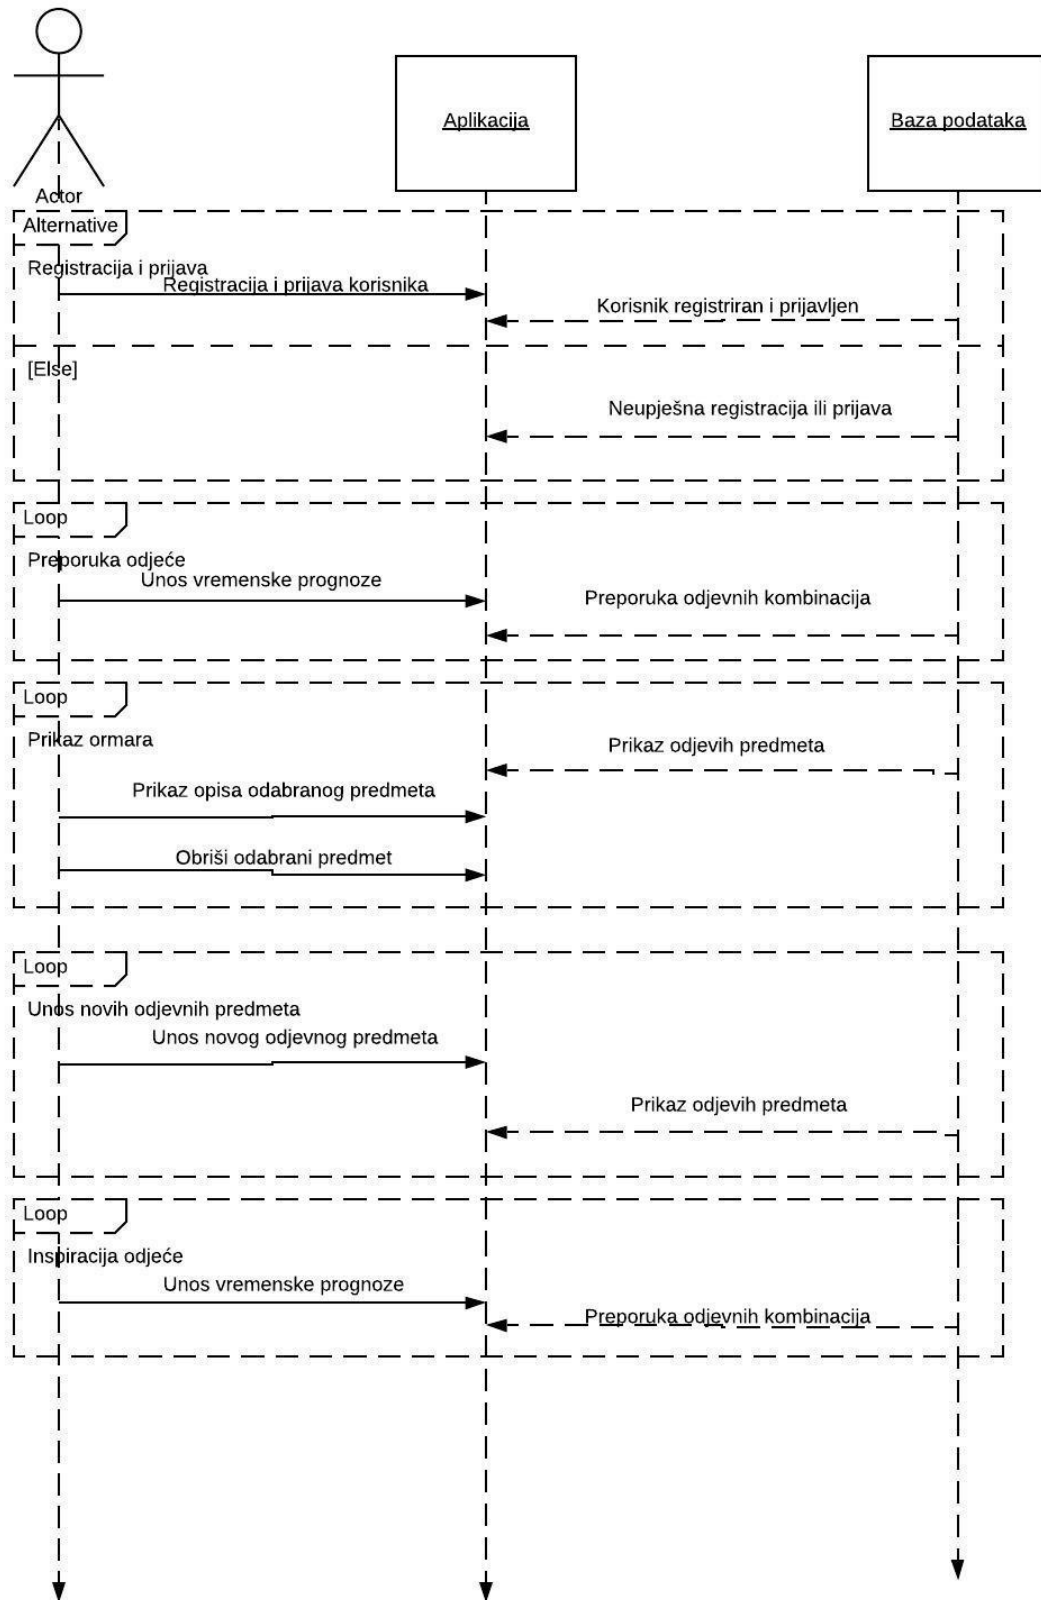 Aplikacija
Baza podataka
Actor
Alternative
Registracija i prijava
Registracija i prijava korisnika
Korisnik registriran i prijavljen
[Else]
Neupješna registracija ili prijava
Loop
Preporuka odjeće
Unos vremenske prognoze
Preporuka odjevnih kombinacija
Loop
Prikaz ormara
Prikaz odjevih predmeta
Prikaz opisa odabranog predmeta
Obriši odabrani predmet
Loop
Unos novih odjevnih predmeta
Unos novog odjevnog predmeta
Prikaz odjevih predmeta
Loop
Inspiracija odjeće
Unos vremenske prognoze
Preporuka odjevnih kombinacija